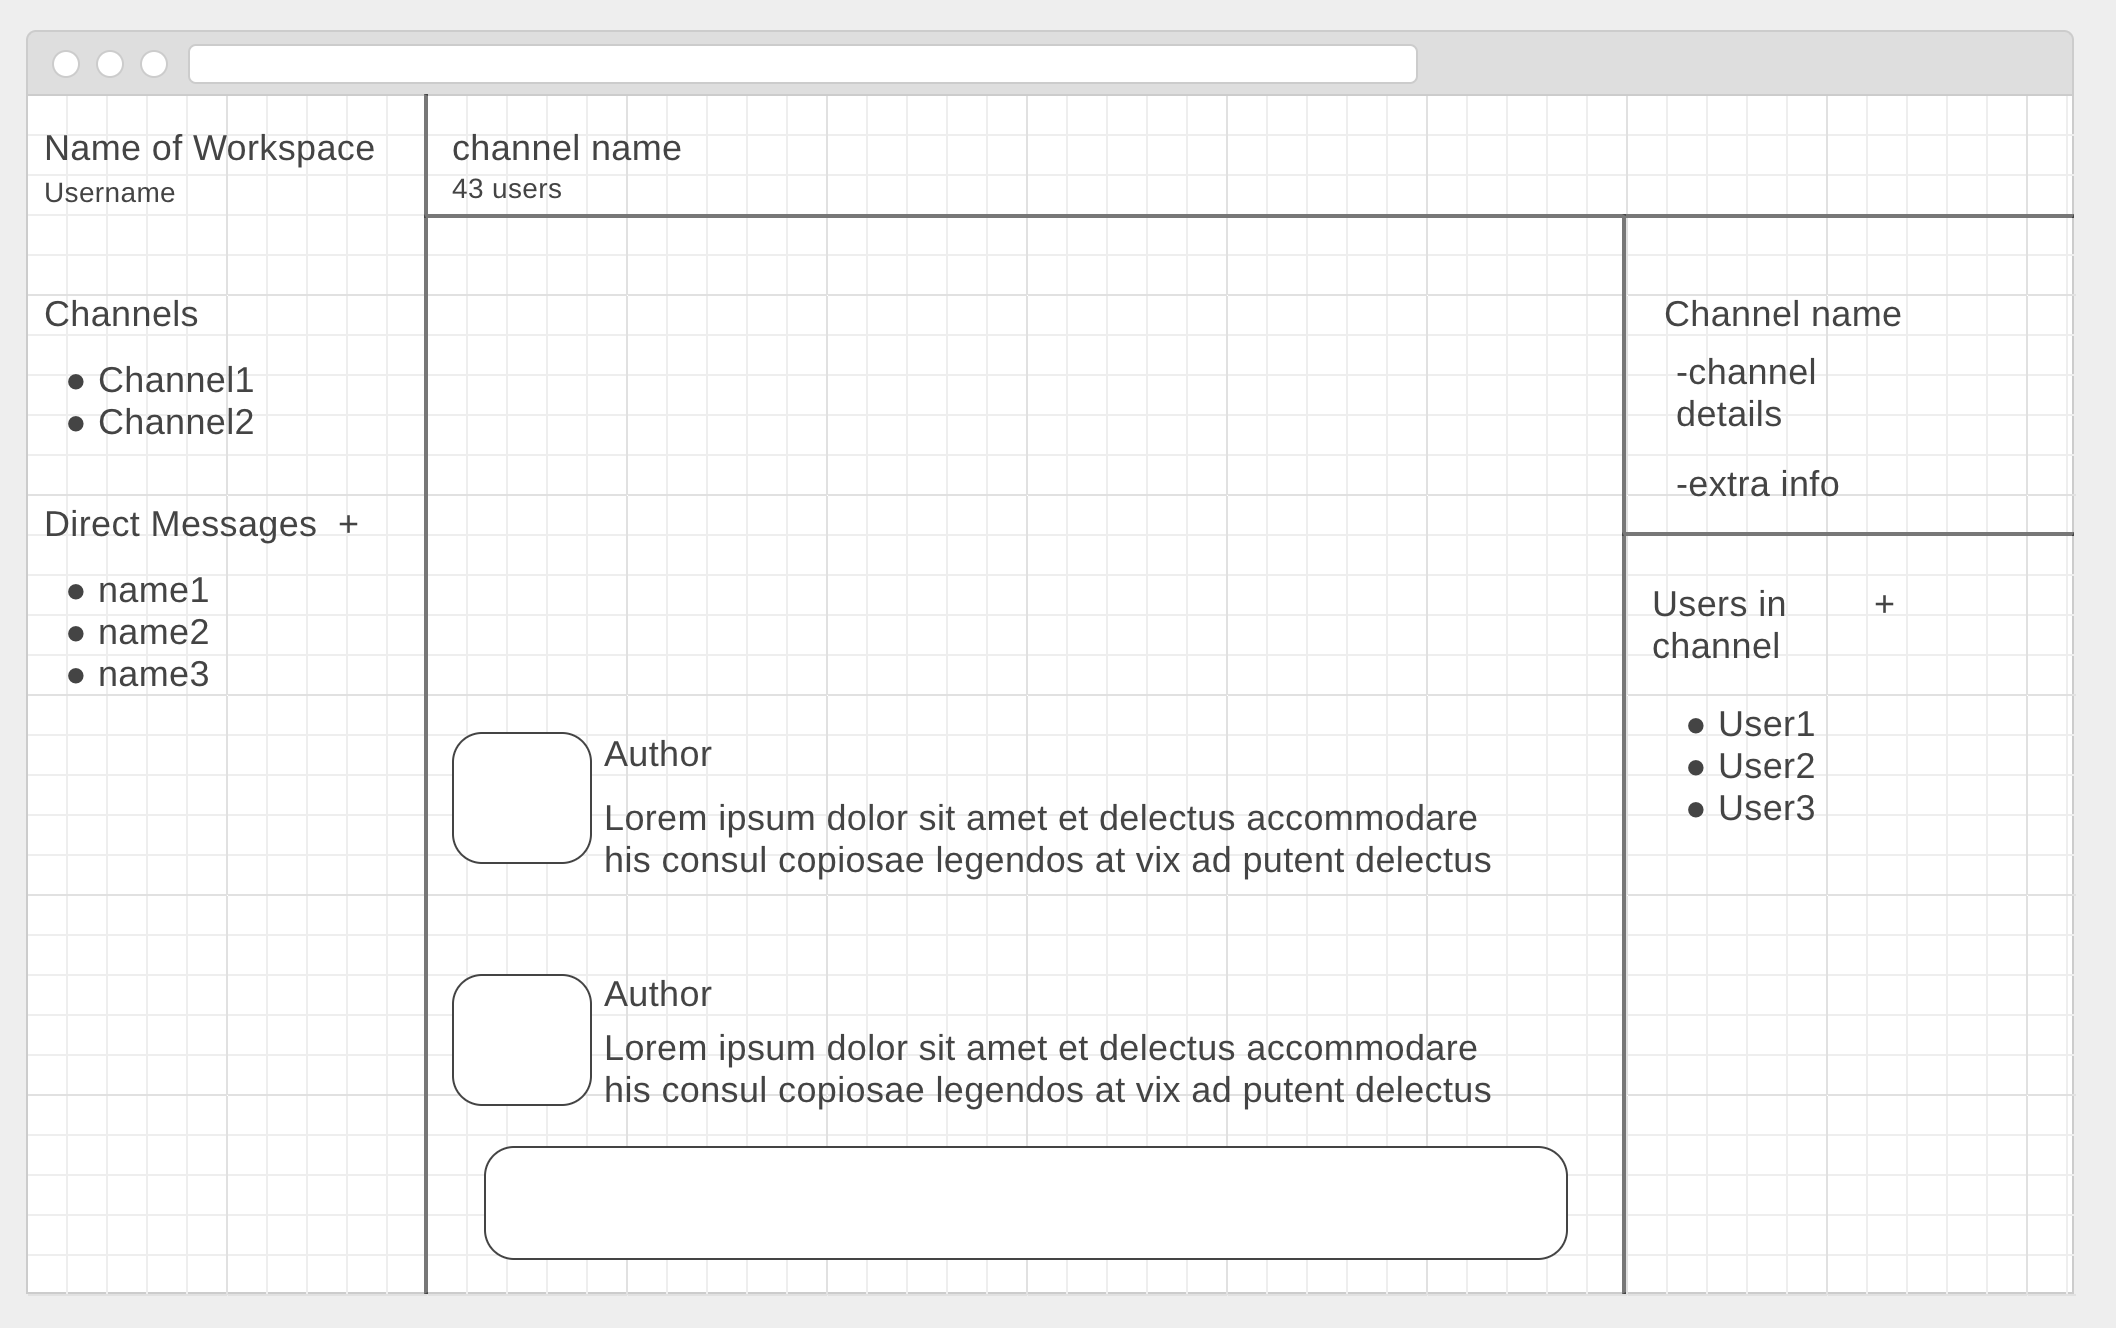 Name of Workspace
Username
Channels
● Channel1
● Channel2
Direct Messages +
● name1
● name2
● name3
channel name
43 users
Author
Lorem ipsum dolor sit amet et delectus accommodare
his consul copiosae legendos at vix ad putent delectus
Author
Lorem ipsum dolor sit amet et delectus accommodare
his consul copiosae legendos at vix ad putent delectus
Channel name
-channel
details
-extra info
Users in +
channel
● User1
● User2
● User3